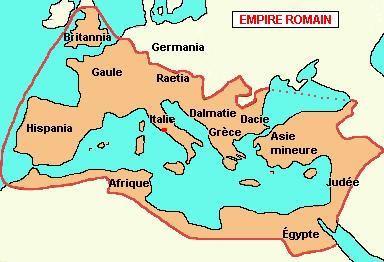 EMPIRE ROMAIN
Britannia
Germania
Gaule
Raetia
Dalmatie
Italie
Dacie
Hispania
Grèce
Asie
mineure
Afrique
Judée
Égypte